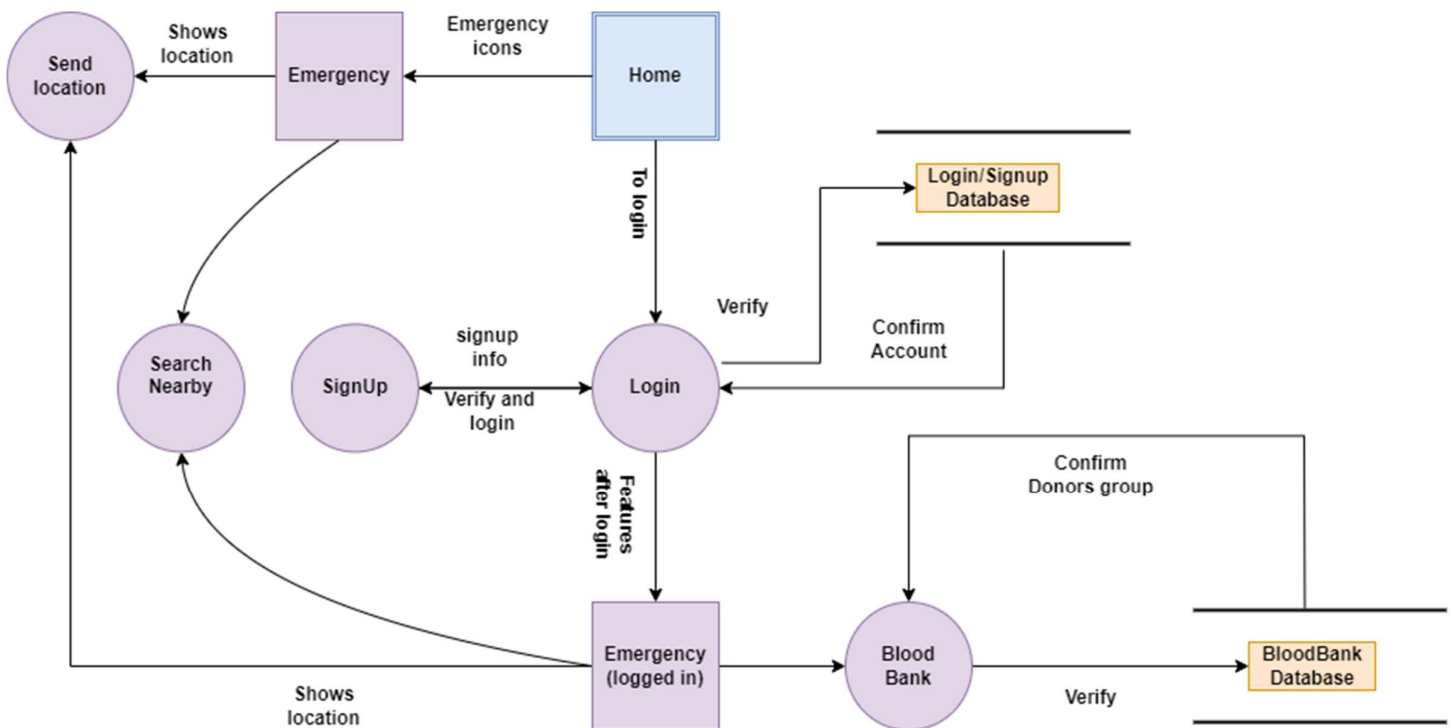 Shows
location
Emergency
icons
Send
location
Emergency
Home
To login
Login/Signup
Database
Verify
Confirm
Account
signup
info
Search
Nearby
SignUp
Verify and
login
Login
Features
after login
Confirm
Donors group
Emergency
(logged in)
Blood
Bank
BloodBank
Database
Verify
Shows
location